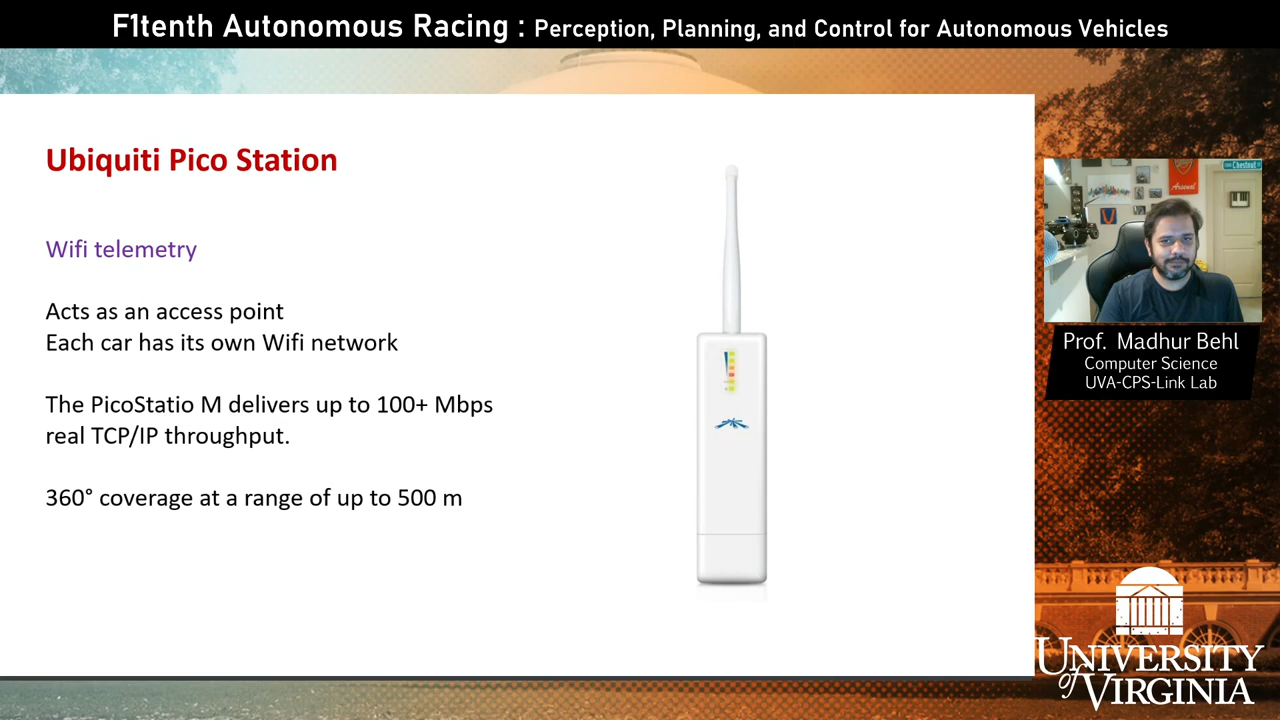 F1tenth Autonomous Racing : Perception, Planning, and Control for Autonomous Vehicles
Ubiquiti Pico Station
Wifi telemetry
Acts as an access point
Each car has its own Wifi network
The PicoStatio M delivers up to 100+ Mbps
real TCP/IP throughput.
360° coverage at a range of up to 500 m
Chestnut
Arsenal
Prof. Madhur Behl
Computer Science
UVA-CPS-Link Lab
UNIVERSITY
of VIRGINIA